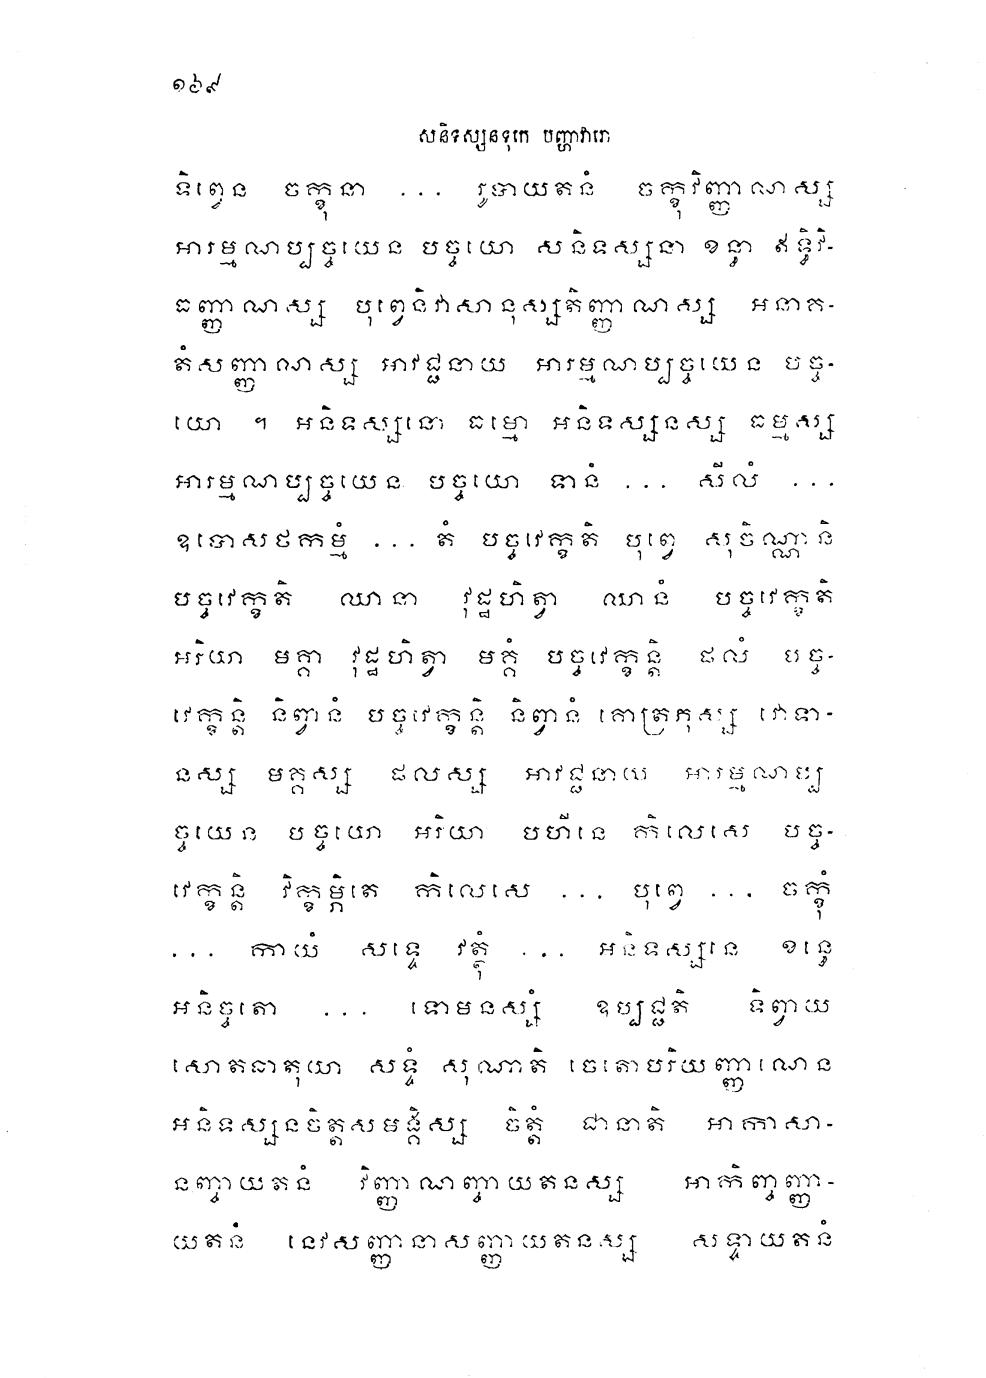 ១៦៩
សនិទស្សនទុកេ បញ្ហាវារោ
ទិព្វេន ចក្ខុនា ... រូបាយតនំ ចក្ខុវិញ្ញាណស្ស
អារម្មណប្បច្ចយេន បច្ចយោ សនិទស្សនា ខន្ធា ឥទ្ធិវិ-
ធញ្ញាណស្ស បុព្វេនិវាសានុស្សតិញ្ញាណស្ស អនាគ-
តំសញ្ញាណស្ស អាវជ្ជនាយ អារម្មណប្បច្ចយេន បច្ច-
យោ ។ អនិទស្សនោ ធម្មោ អនិទស្សនស្ស ធម្មស្ស
អារម្មណប្បច្ចយេន បច្ចយោ ទានំ ... សីលំ ...
ឧបោសថកម្មំ ... តំ បច្ចវេក្ខតិ បុព្វេ សុចិណ្ណានិ
បច្ចវេក្ខតិ ឈានា វុដ្ឋហិត្វា ឈានំ បច្ចវេក្ខតិ
អរិយា មគ្គា វុដ្ឋហិត្វា មគ្គំ បច្ចវេក្ខន្តិ ផលំ បច្ច-
វេក្ខន្តិ និព្វានំ បច្ចវេក្ខន្តិ និព្វានំ គោត្រភុស្ស វោទា-
នស្ស មគ្គស្ស ផលស្ស អាវជ្ជនាយ អារម្មណប្ប
ច្ចយេន បច្ចយោ អរិយា បហីនេ កិលេសេ បច្ច-
វេក្ខន្តិ វិក្ខម្ភិតេ កិលេសេ ... បុព្វេ ... ចក្ខុំ
... កាយំ សទ្ទេ វត្ថុំ ... អនិទស្សនេ ខន្ធេ
អនិច្ចតោ ... ទោមនស្សំ ឧប្បជ្ជតិ ទិព្វាយ
សោតធាតុយា សទ្ទំ សុណាតិ ចេតោបរិយញ្ញាណេន
អនិទស្សនចិត្តសមង្គិស្ស ចិត្តំ ជានាតិ អាកាសា-
នញ្ចាយតនំ វិញ្ញាណញ្ចាយតនស្ស អាកិញ្ចញ្ញា-
យតនំ នេវសញ្ញានាសញ្ញាយតនស្ស សទ្ទាយតនំ